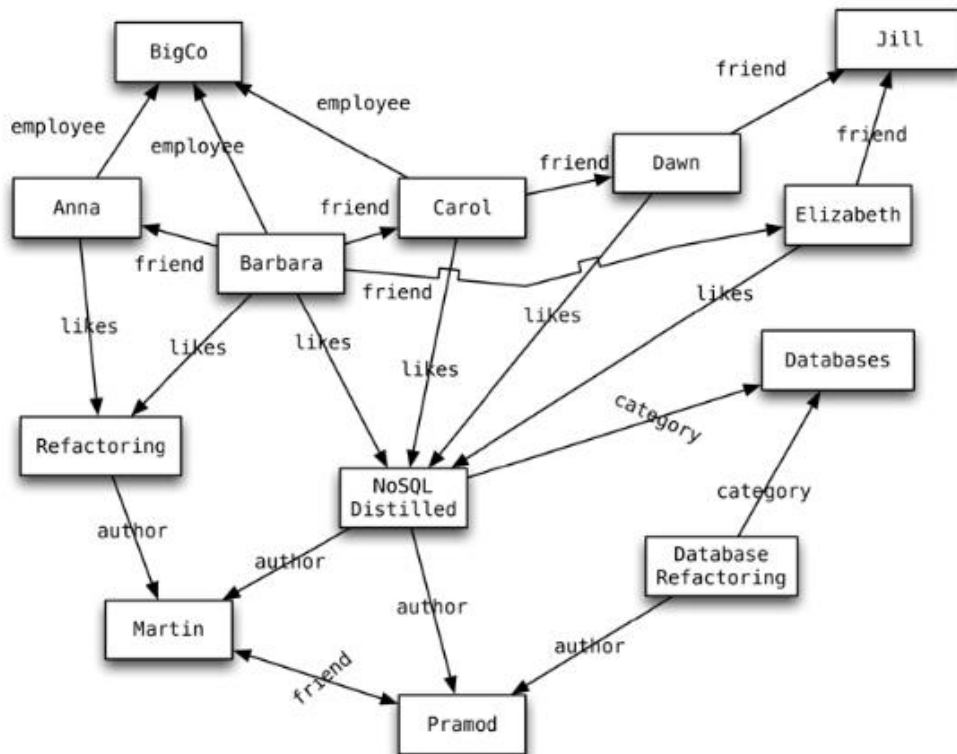 Jill
BigCo
friend
employee
employee
employee
friend
friend
Dawn
Anna
friend
Carol
Elizabeth
friend
Barbara
friend
likes
likes
likes
likes
likes
likes
Databases
category
Refactoring
NoSQL
Distilled
category
author
author
Database
Refactoring
author
Martin
author
friend
Pramod